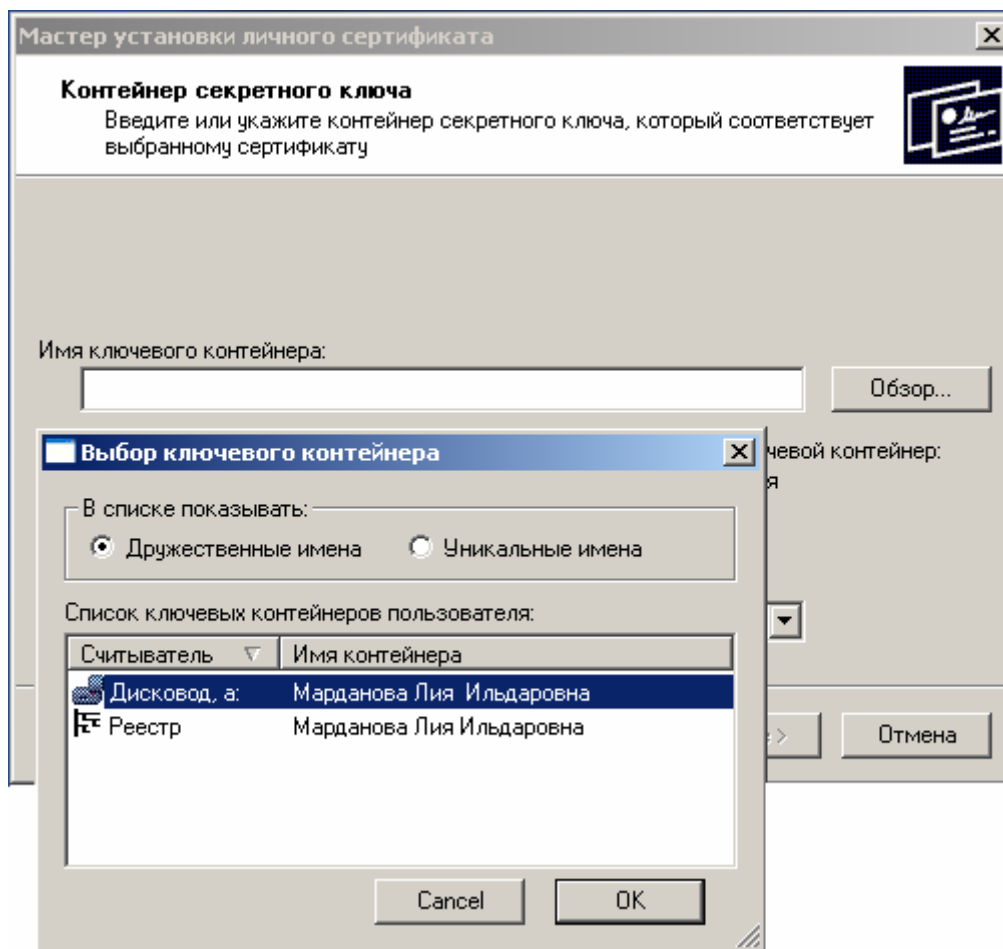 Мастер установки личного сертификата
Контейнер секретного ключа
Введите или укажите контейнер секретного ключа, который соответствует
выбранному сертификату
Имя ключевого контейнера:
Обзор...
Выбор ключевого контейнера
контейнер:
В списке показывать:
Дружественные имена
Уникальные имена
Список ключевых контейнеров пользователя:
Считыватель Имя контейнера
Дисковод, а: Марданова Лия Ильдаровна
Реестр Марданова Лия Ильдаровна
>
Отмена
Cancel
OK